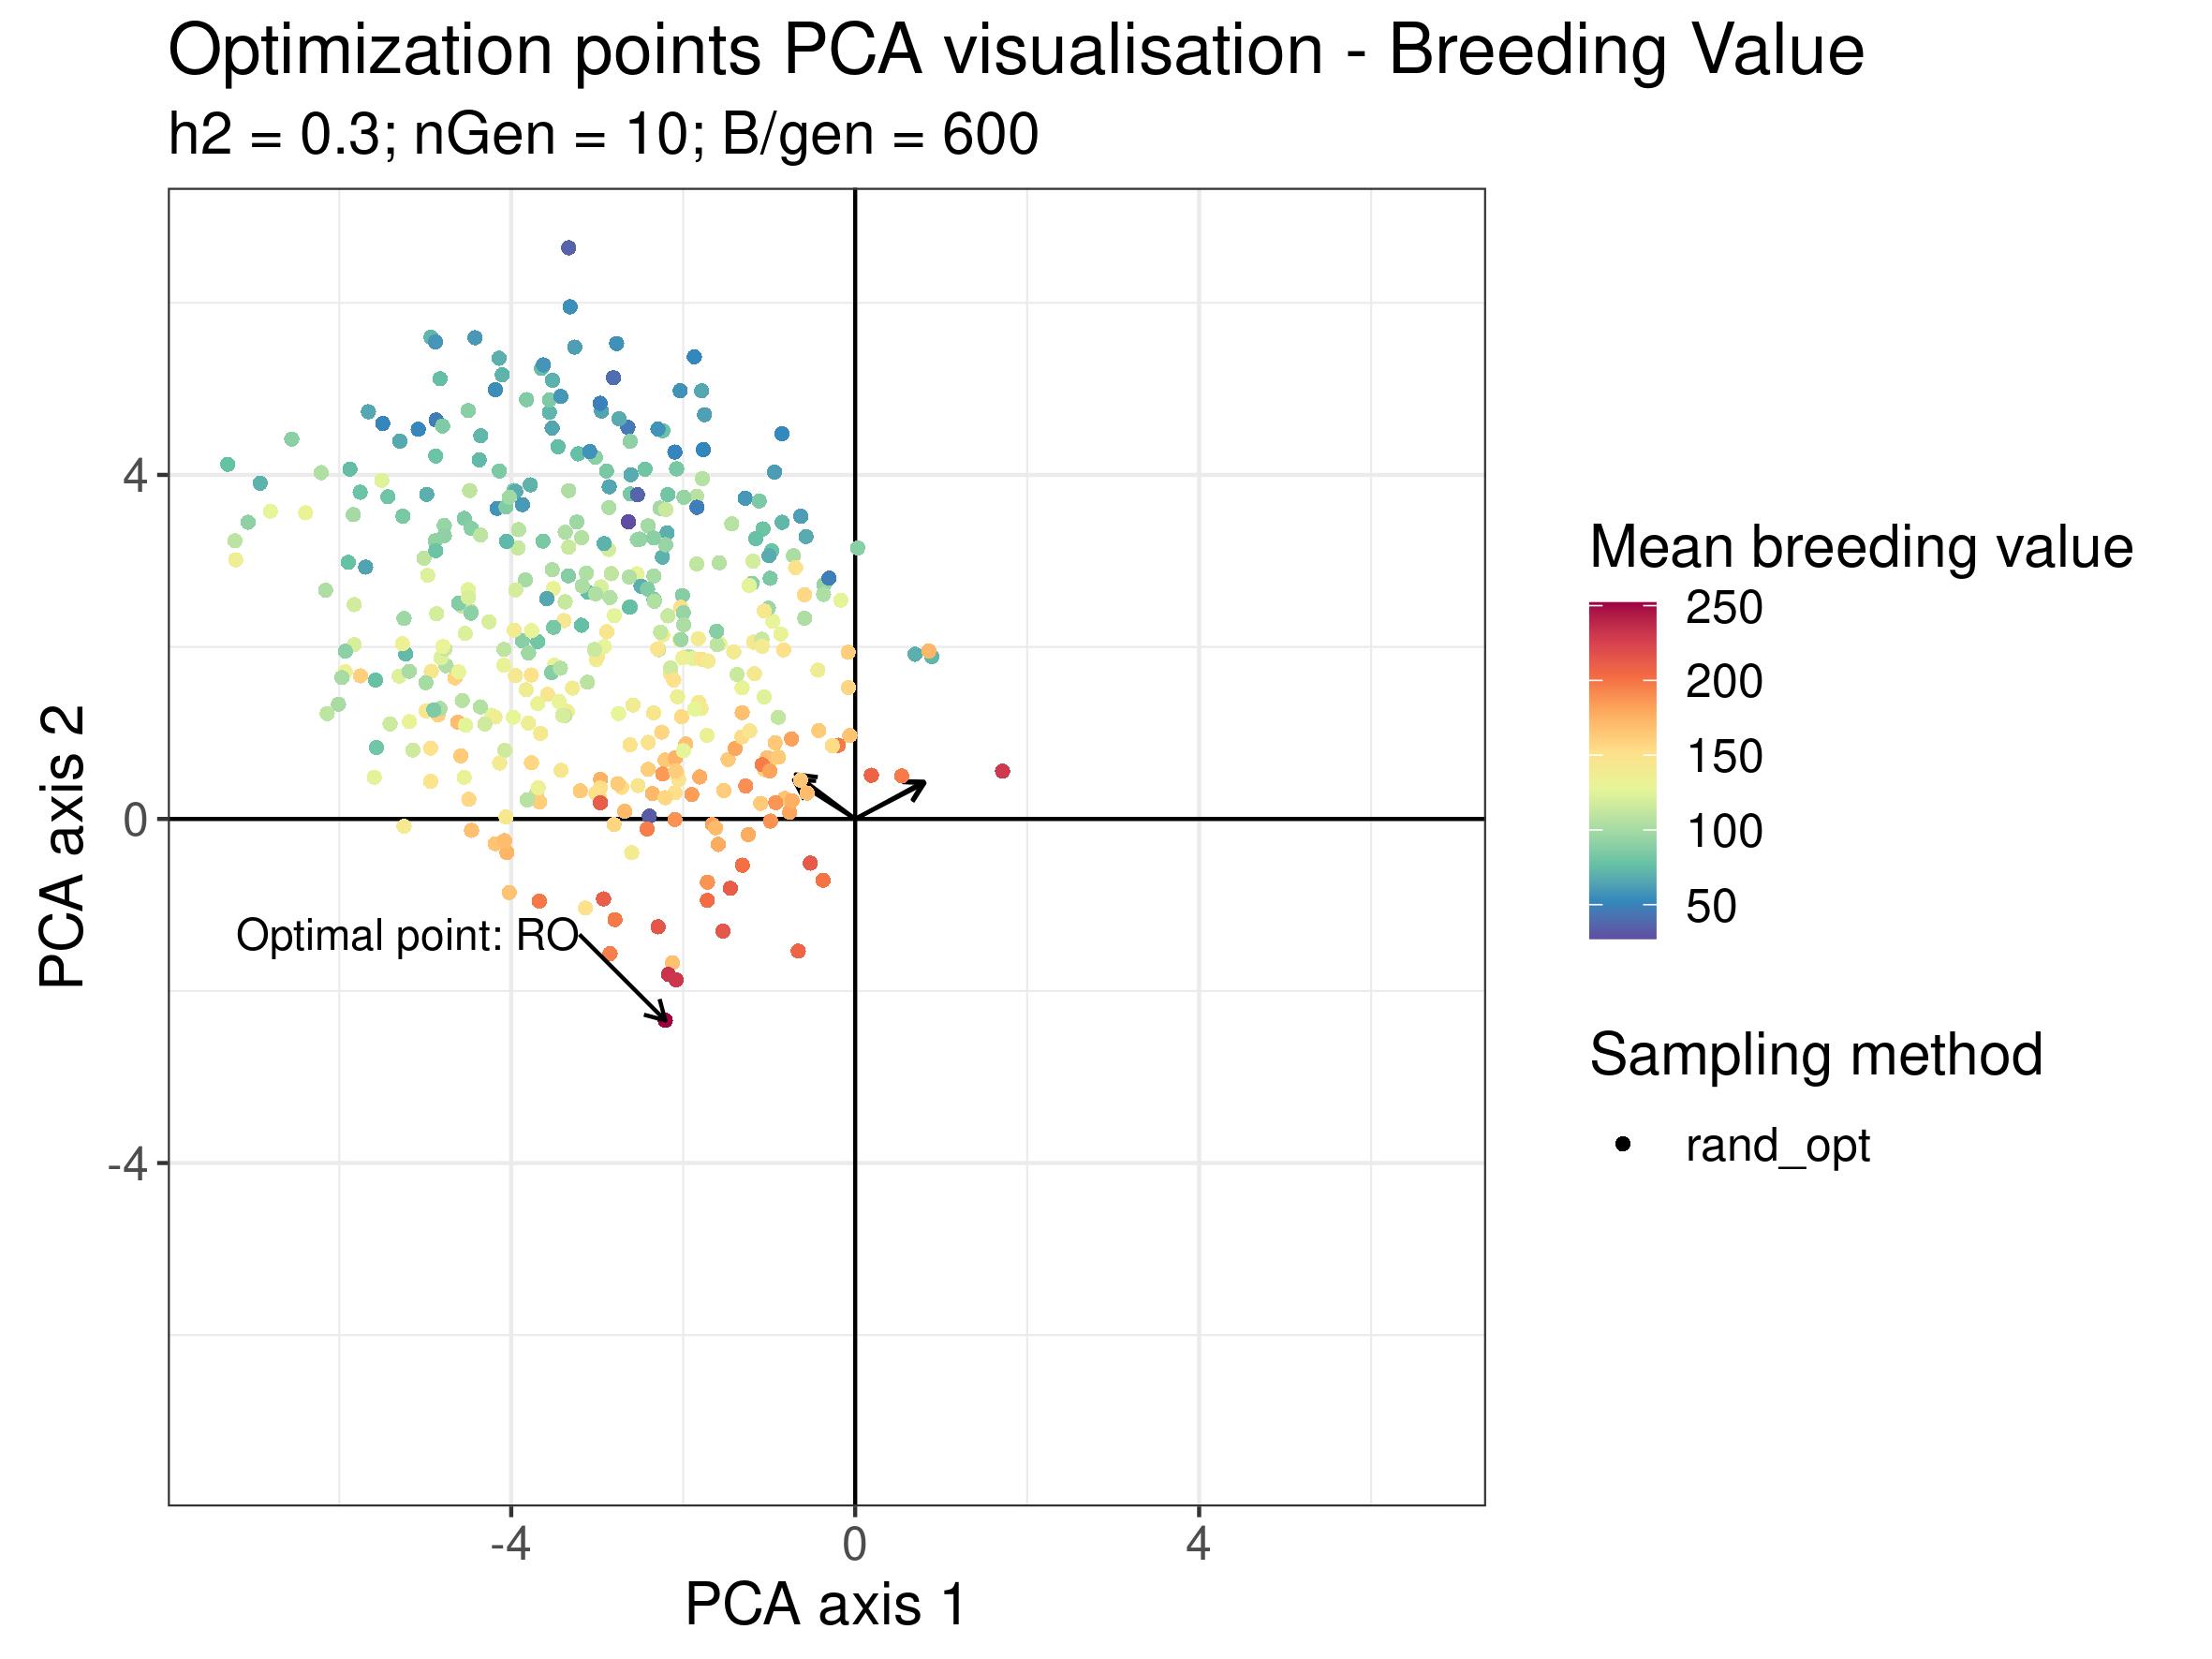 Optimization points PCA visualisation - Breeding Value
h2 = 0.3; nGen = 10; B/gen = 600
PCA axis 2
4
0
-4
Optimal point: RO
-4
0
4
PCA axis 1
Mean breeding value
250
200
150
100
50
Sampling method
rand_opt